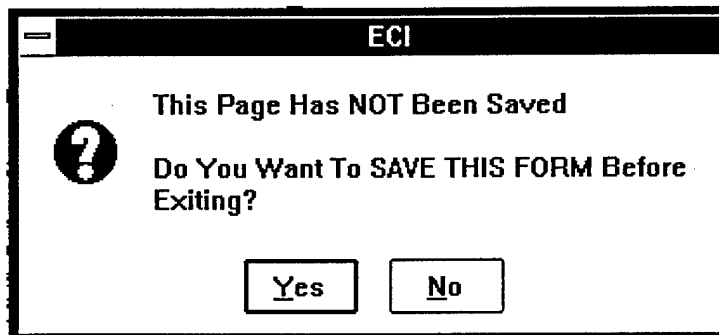 ECI
This Page Has NOT Been Saved
Do You Want To SAVE THIS FORM Before
Exiting?
Yes
No